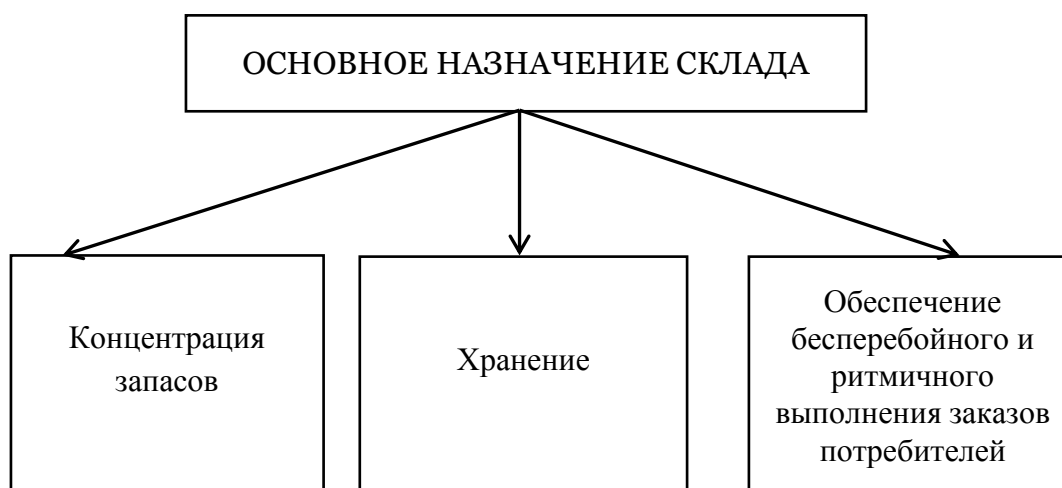 ОСНОВНОЕ НАЗНАЧЕНИЕ СКЛАДА
Концентрация
запасов
Хранение
Обеспечение
бесперебойного и
ритмичного
выполнения заказов
потребителей